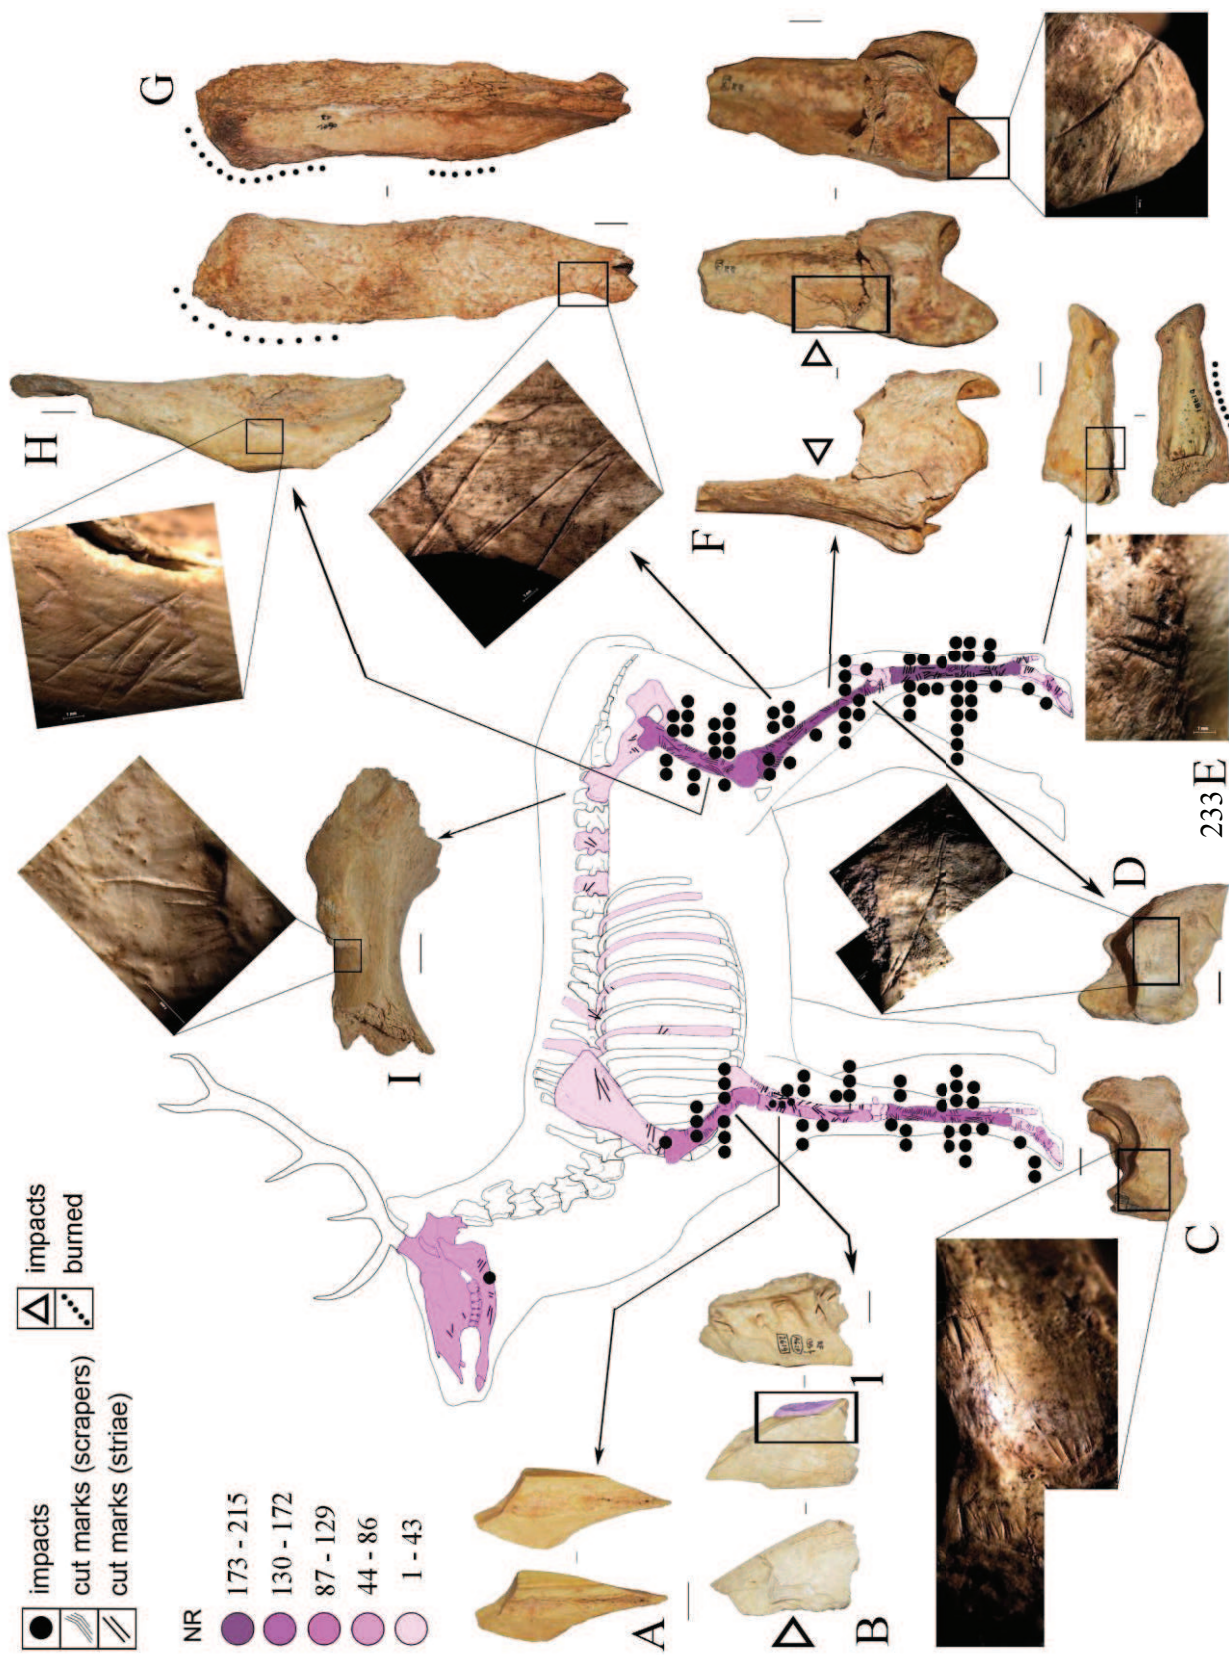 impacts
cut marks (scrapers)
cut marks (striae)
impacts
burned
NR
173 - 215
130 - 172
87 - 129
44 - 86
1 - 43
A
B
1
C
D
233 E
F
G
H
I